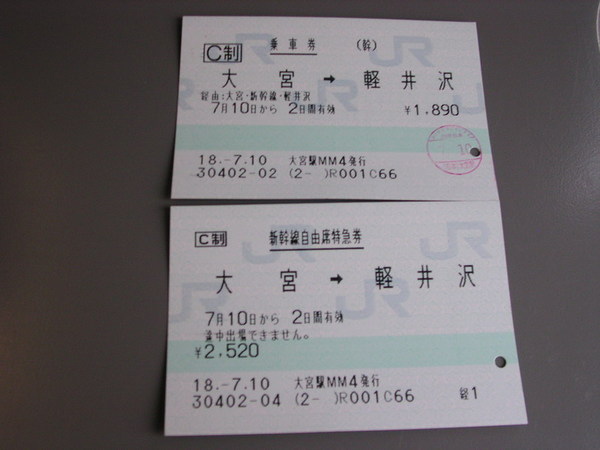 C制 乗車券 (幹)
大宮 → 軽井沢
経由:大宮・新幹線・軽井沢
7月10日から 2日間有効 ¥1,890
18.-7.10 大宮駅MM4発行
30402-02 (2- )R001C66
C制 新幹線自由席特急券
大宮 → 軽井沢
7月10日から 2日間有効
途中出場できません。
¥2,520
18.-7.10 大宮駅MM4発行
30402-04 (2- )R001C66 経1